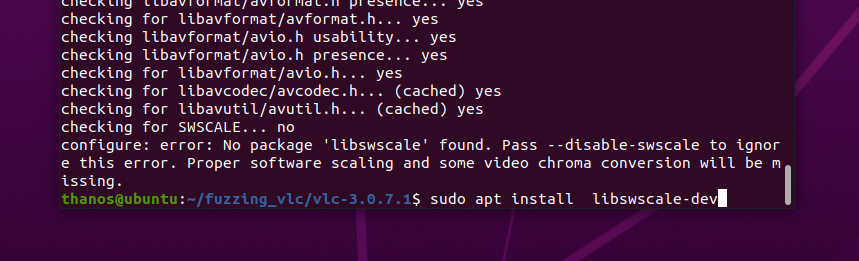 checking libavformat/avformat.h presence... yes
checking for libavformat/avformat.h... yes
checking libavformat/avio.h usability... yes
checking libavformat/avio.h presence... yes
checking for libavformat/avio.h... yes
checking for libavcodec/avcodec.h... (cached) yes
checking for libavutil/avutil.h... (cached) yes
checking for SWSCALE... no
configure: error: No package 'libswscale' found. Pass --disable-swscale to ignor
e this error. Proper software scaling and some video chroma conversion will be m
issing.
thanos@ubuntu:~/fuzzing_vlc/vlc-3.0.7.1$ sudo apt install  libswscale-dev